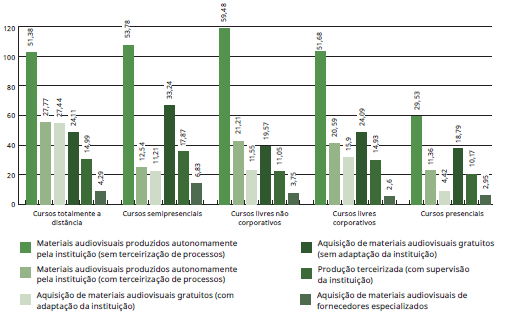 120
100
80
60
40
20
0
51,38
27,77
27,44
24,11
14,99
4,29
53,78
12,54
11,21
33,24
17,87
6,83
59,48
21,21
11,55
19,57
11,05
3,75
51,68
20,59
15,9
24,09
14,93
2,6
29,53
11,36
4,42
18,79
10,17
2,95
Cursos totalmente a
distância
Cursos semipresenciais
Cursos livres não
corporativos
Cursos livres
corporativos
Cursos presenciais
Materiais audiovisuais produzidos autonomamente
pela instituição (sem terceirização de processos)
Materiais audiovisuais produzidos autonomamente
pela instituição (com terceirização de processos)
Aquisição de materiais audiovisuais gratuitos (com
adaptação da instituição)
Aquisição de materiais audiovisuais gratuitos
(sem adaptação da instituição)
Produção terceirizada (com supervisão
da instituição)
Aquisição de materiais audiovisuais de
fornecedores especializados